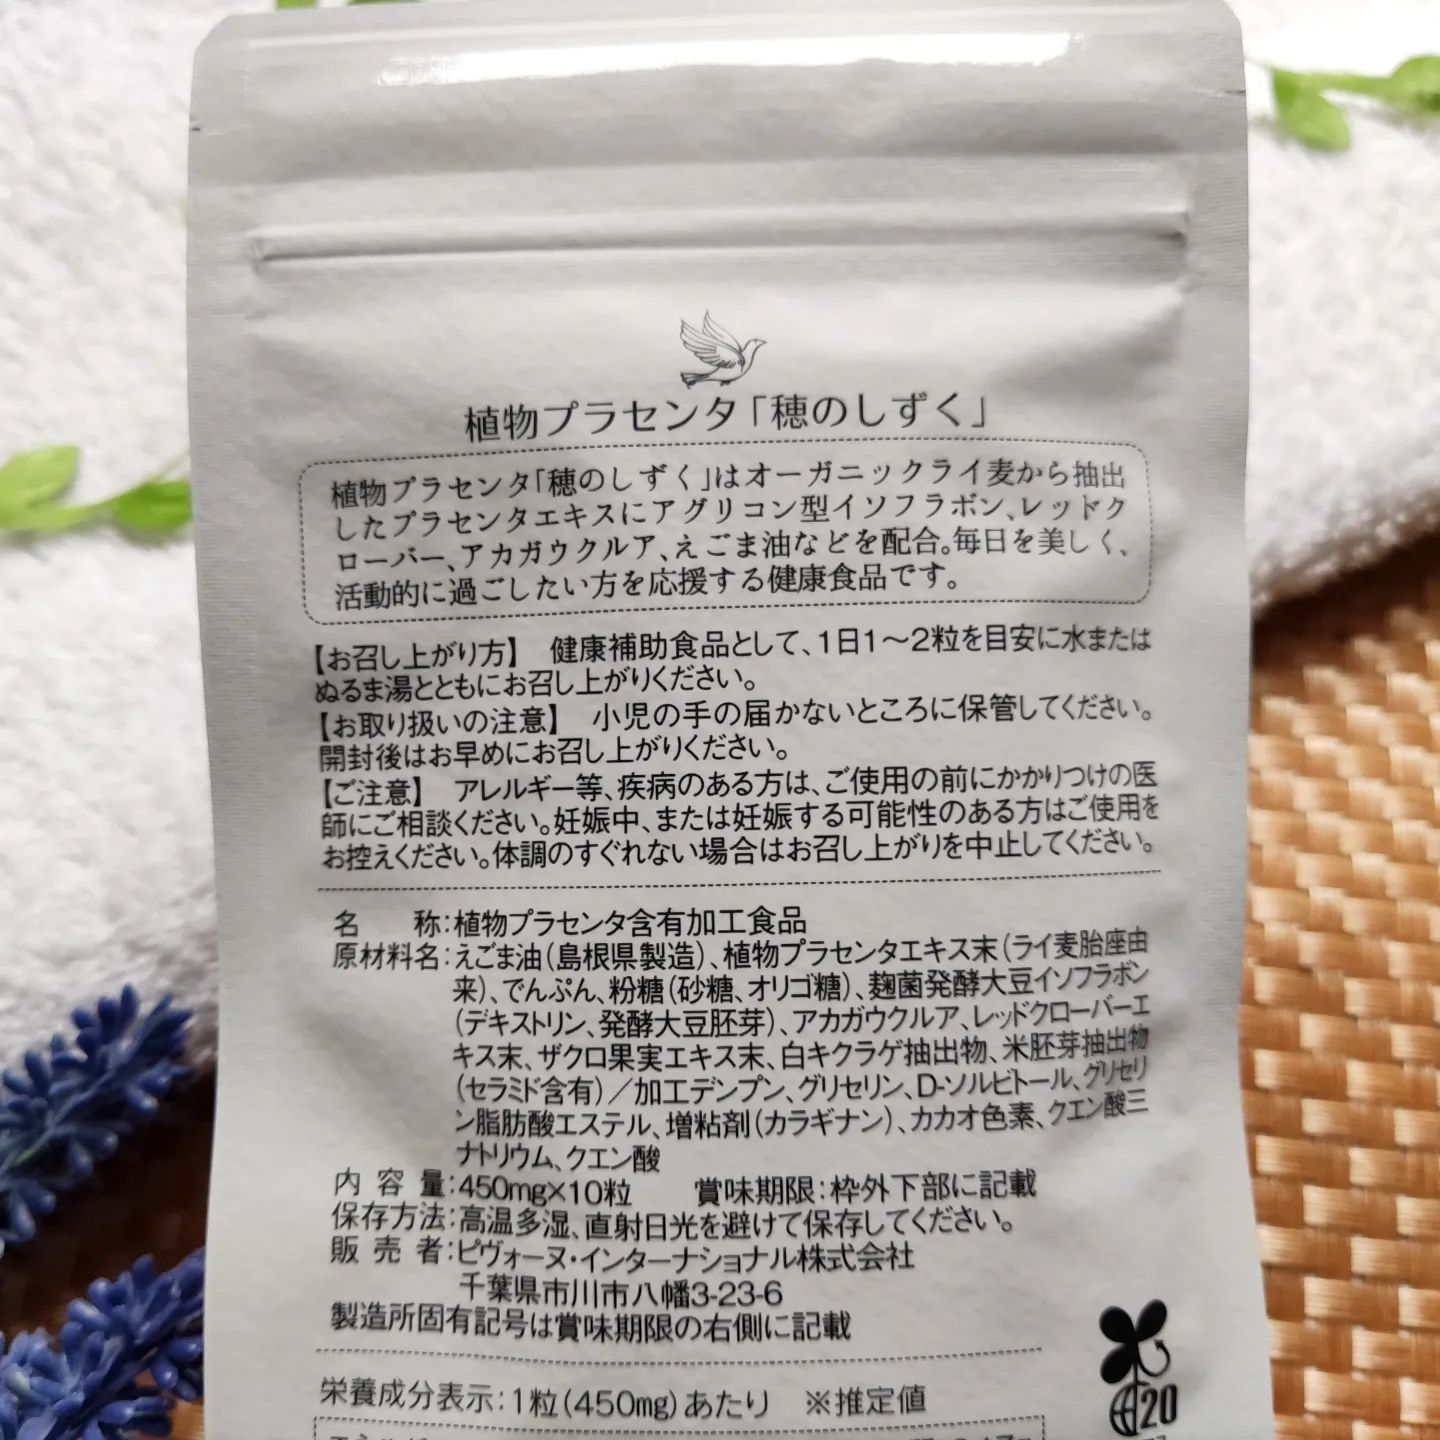 植物プラセンタ「穂のしずく」
植物プラセンタ「穂のしずく」はオーガニックライ麦から抽出
したプラセンタエキスにアグリコン型イソフラボン、レッドク
ローバー、アカガウクルア、えごま油などを配合。毎日を美しく、
活動的に過ごしたい方を応援する健康食品です。
【お召し上がり方】 健康補助食品として、1日1～2粒を目安に水または
ぬるま湯とともにお召し上がりください。
【お取り扱いの注意】 小児の手の届かないところに保管してください。
開封後はお早めにお召し上がりください。
【ご注意】 アレルギー等、疾病のある方は、ご使用の前にかかりつけの医
師にご相談ください。妊娠中、または妊娠する可能性のある方はご使用を
お控えください。体調のすぐれない場合はお召し上がりを中止してください。
名 称:植物プラセンタ含有加工食品
原材料名:えごま油(島根県製造)、植物プラセンタエキス末(ライ麦胎座由
来)、でんぷん、粉糖(砂糖、オリゴ糖)、麹菌発酵大豆イソフラボン
(デキストリン、発酵大豆胚芽)、アカガウクルア、レッドクローバーエ
キス末、ザクロ果実エキス末、白キクラゲ抽出物、米胚芽抽出物
(セラミド含有)/加工デンプン、グリセリン、D-ソルビトール、グリセリ
ン脂肪酸エステル、増粘剤(カラギナン)、カカオ色素、クエン酸三
ナトリウム、クエン酸
内 容 量:450mg×10粒 賞味期限:枠外下部に記載
保存方法:高温多湿、直射日光を避けて保存してください。
販 売 者:ピヴォーヌ・インターナショナル株式会社
千葉県市川市八幡3-23-6
製造所固有記号は賞味期限の右側に記載
栄養成分表示:1粒(450mg)あたり ※推定値
20